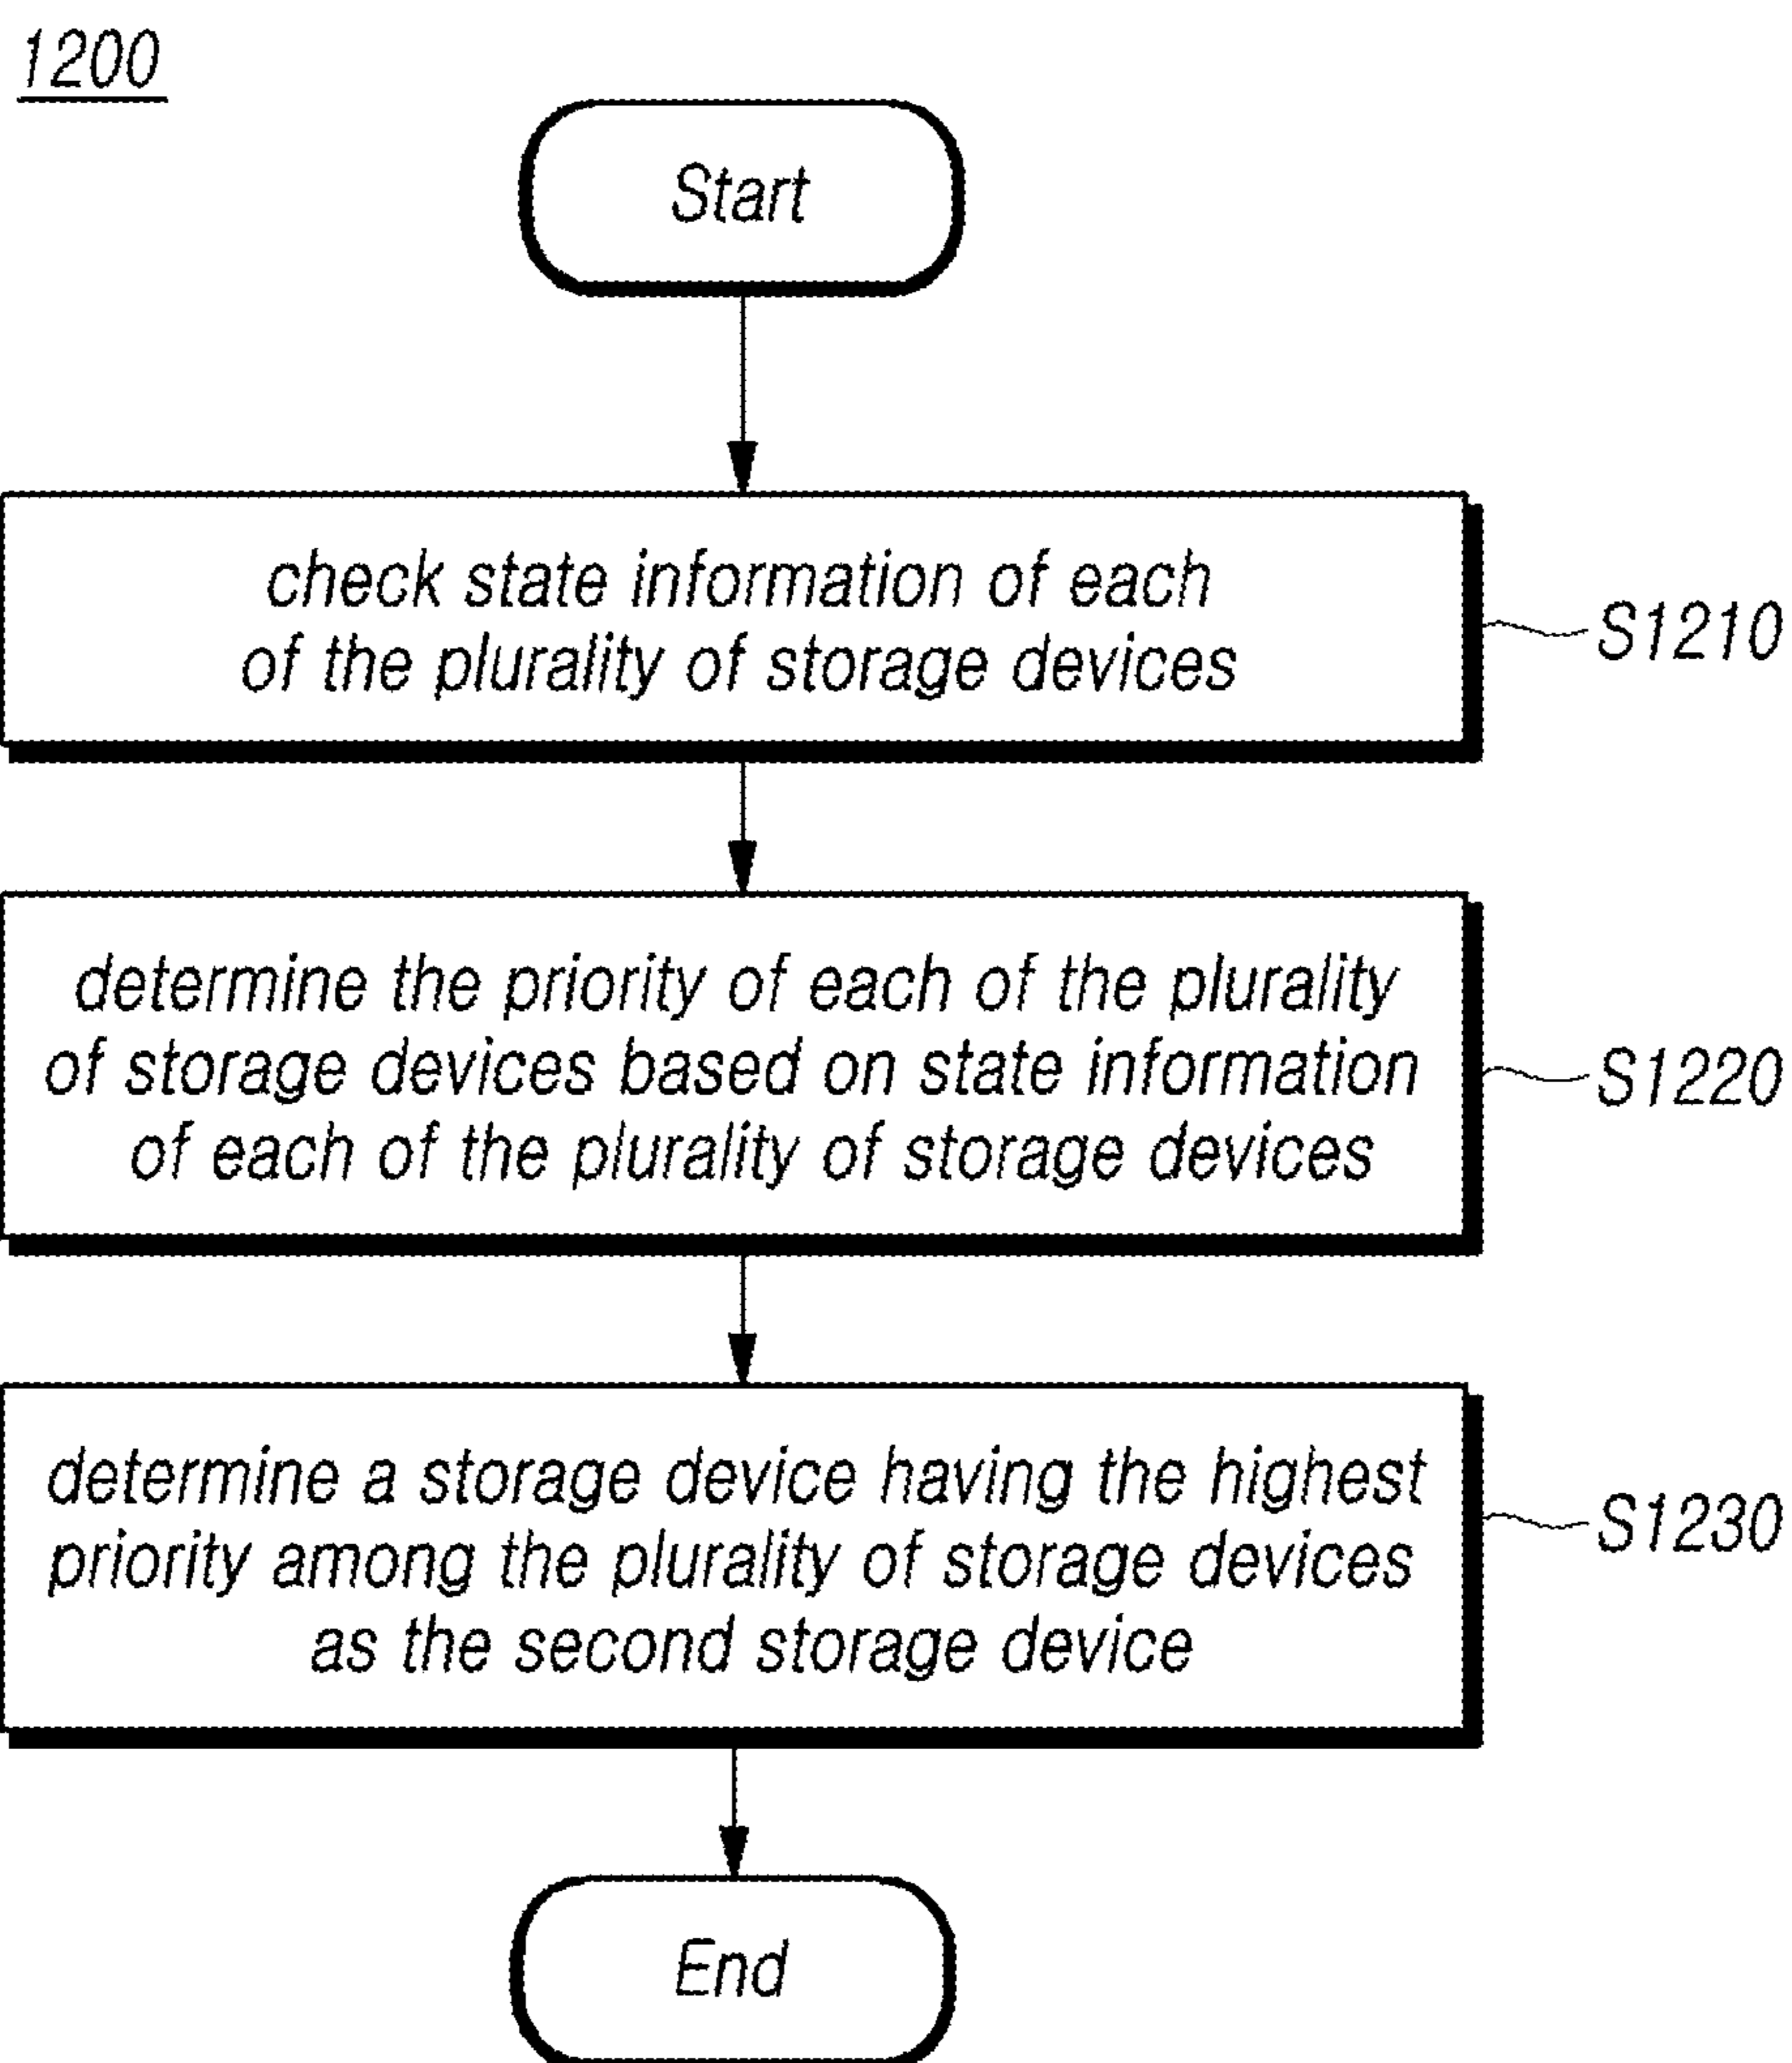 1200
Start
check state information of each
of the plurality of storage devices
S1210
determine the priority of each of the plurality
of storage devices based on state information
of each of the plurality of storage devices
S1220
determine a storage device having the highest
priority among the plurality of storage devices
as the second storage device
S1230
End